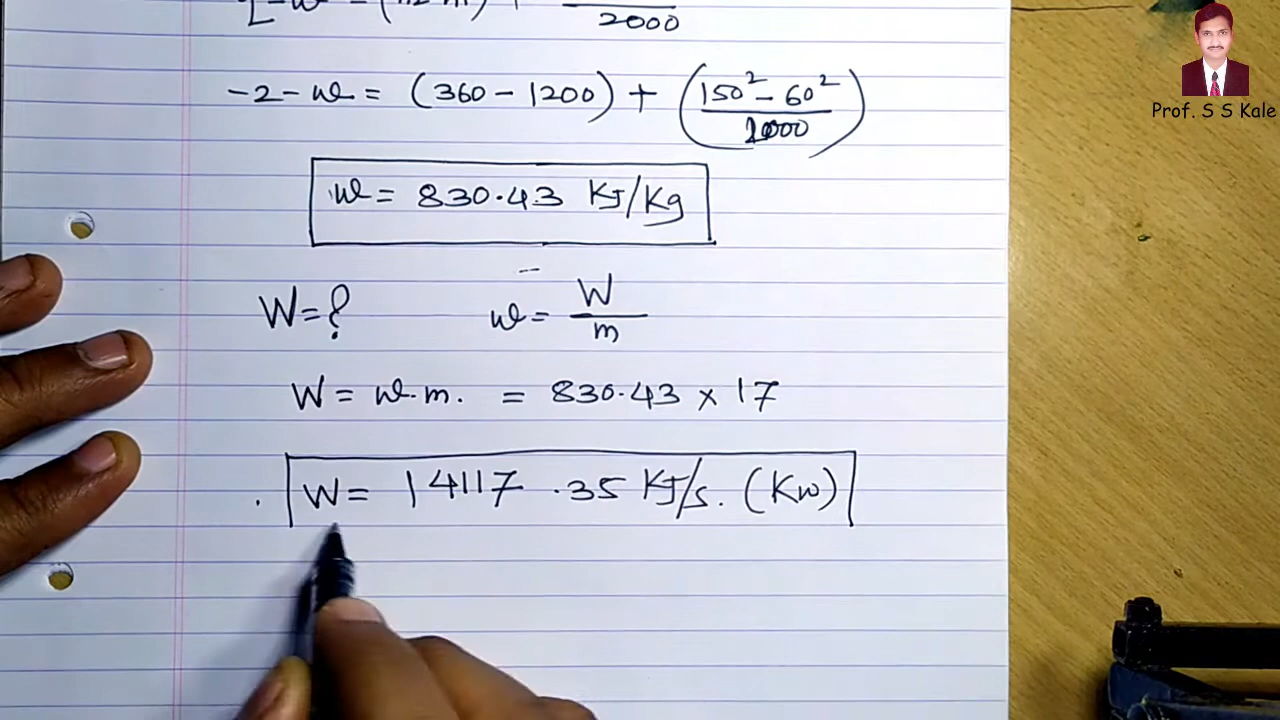 2000
-2-w = (360-1200) + (150²-60² / 2000)
w = 830.43 KJ/Kg
W=? w = W/m
W = w.m. = 830.43 × 17
W= 14117.35 KJ/s. (Kw)
Prof. S S Kale